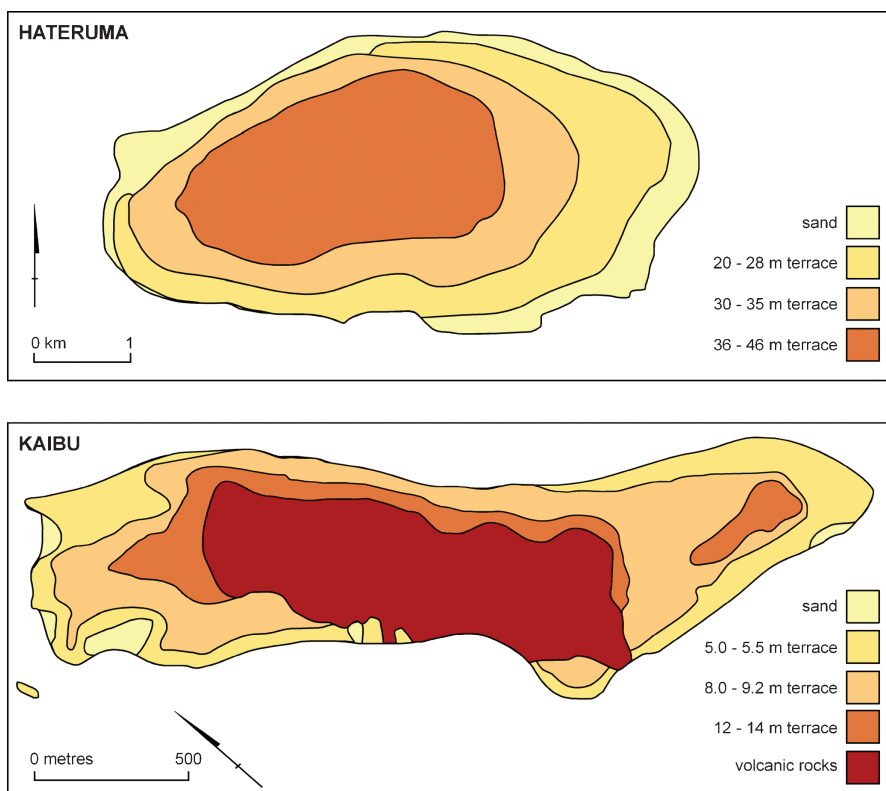 HATERUMA
sand
20 - 28 m terrace
30 - 35 m terrace
36 - 46 m terrace
0 km 1
KAIBU
sand
5.0 - 5.5 m terrace
8.0 - 9.2 m terrace
12 - 14 m terrace
volcanic rocks
0 metres 500